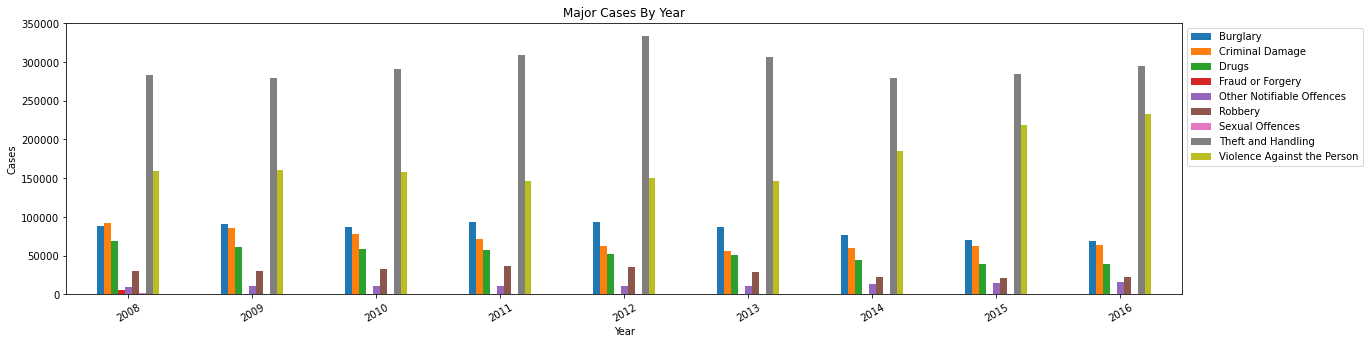 Major Cases By Year
350000
300000
250000
200000
150000
100000
50000
0
Cases
2008
2009
2010
2011
2012
2013
2014
2015
2016
Year
Burglary
Criminal Damage
Drugs
Fraud or Forgery
Other Notifiable Offences
Robbery
Sexual Offences
Theft and Handling
Violence Against the Person